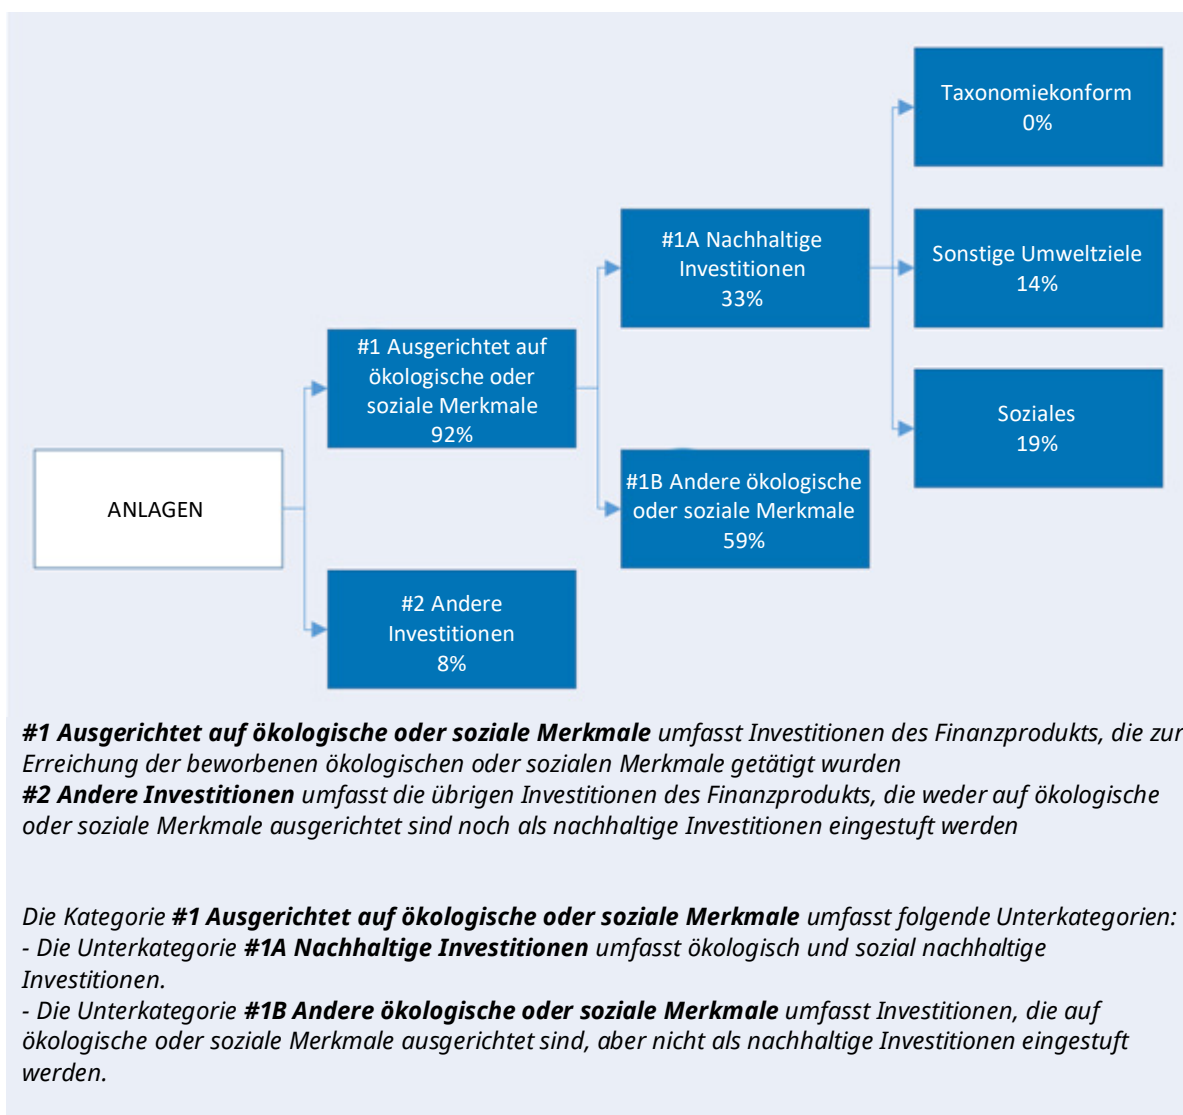 Taxonomiekonform
0%
#1A Nachhaltige
Investitionen
33%
Sonstige Umweltziele
14%
#1 Ausgerichtet auf
ökologische oder
soziale Merkmale
92%
Soziales
19%
ANLAGEN
#1B Andere ökologische
oder soziale Merkmale
59%
#2 Andere
Investitionen
8%
#1 Ausgerichtet auf ökologische oder soziale Merkmale umfasst Investitionen des Finanzprodukts, die zur
Erreichung der beworbenen ökologischen oder sozialen Merkmale getätigt wurden
#2 Andere Investitionen umfasst die übrigen Investitionen des Finanzprodukts, die weder auf ökologische
oder soziale Merkmale ausgerichtet sind noch als nachhaltige Investitionen eingestuft werden
Die Kategorie #1 Ausgerichtet auf ökologische oder soziale Merkmale umfasst folgende Unterkategorien:
- Die Unterkategorie #1A Nachhaltige Investitionen umfasst ökologisch und sozial nachhaltige
Investitionen.
- Die Unterkategorie #1B Andere ökologische oder soziale Merkmale umfasst Investitionen, die auf
ökologische oder soziale Merkmale ausgerichtet sind, aber nicht als nachhaltige Investitionen eingestuft
werden.